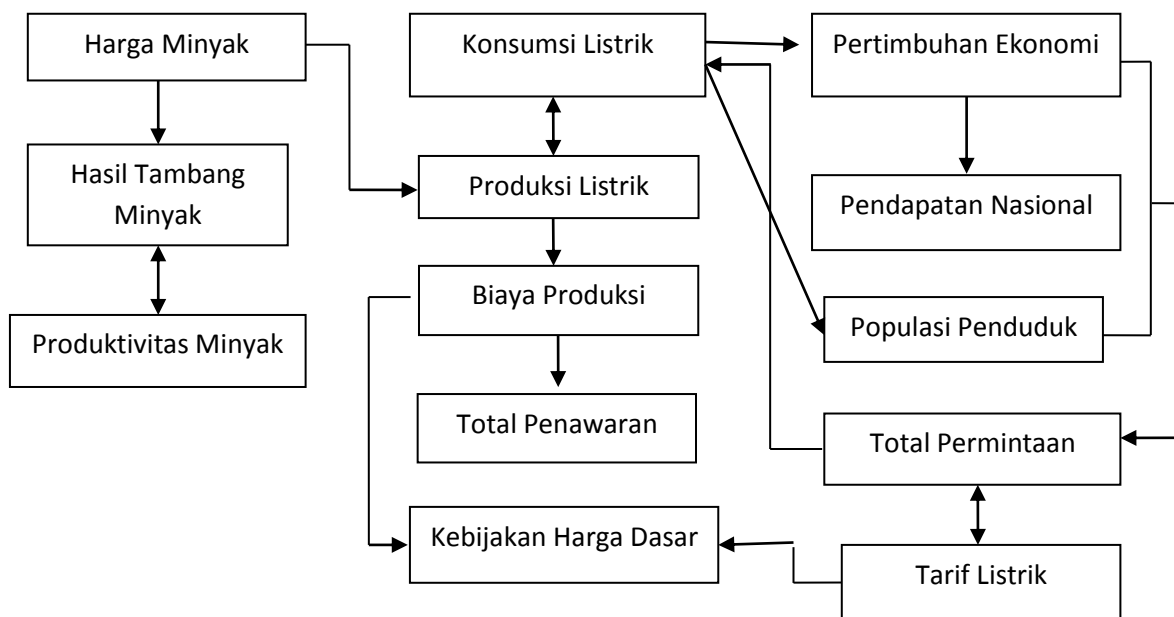 Harga Minyak
Konsumsi Listrik
Pertimbuhan Ekonomi
Hasil Tambang
Minyak
Produksi Listrik
Pendapatan Nasional
Biaya Produksi
Populasi Penduduk
Produktivitas Minyak
Total Penawaran
Total Permintaan
Kebijakan Harga Dasar
Tarif Listrik